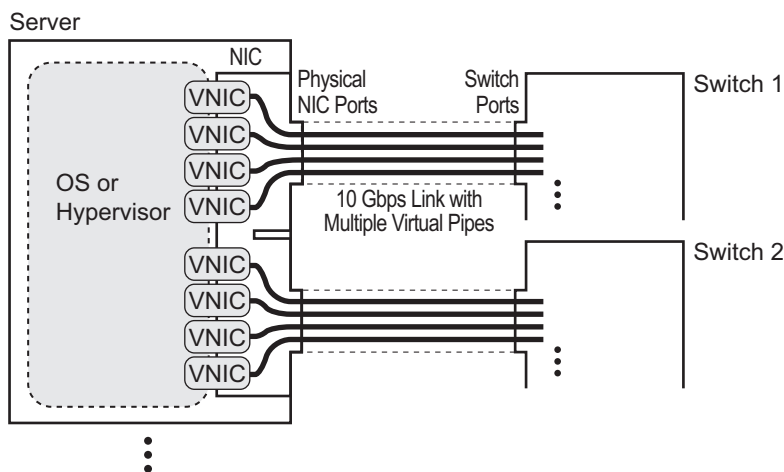 Server
NIC
VNIC
VNIC
VNIC
VNIC
OS or
Hypervisor
VNIC
VNIC
VNIC
VNIC
Physical
NIC Ports
Switch
Ports
10 Gbps Link with
Multiple Virtual Pipes
Switch 1
Switch 2